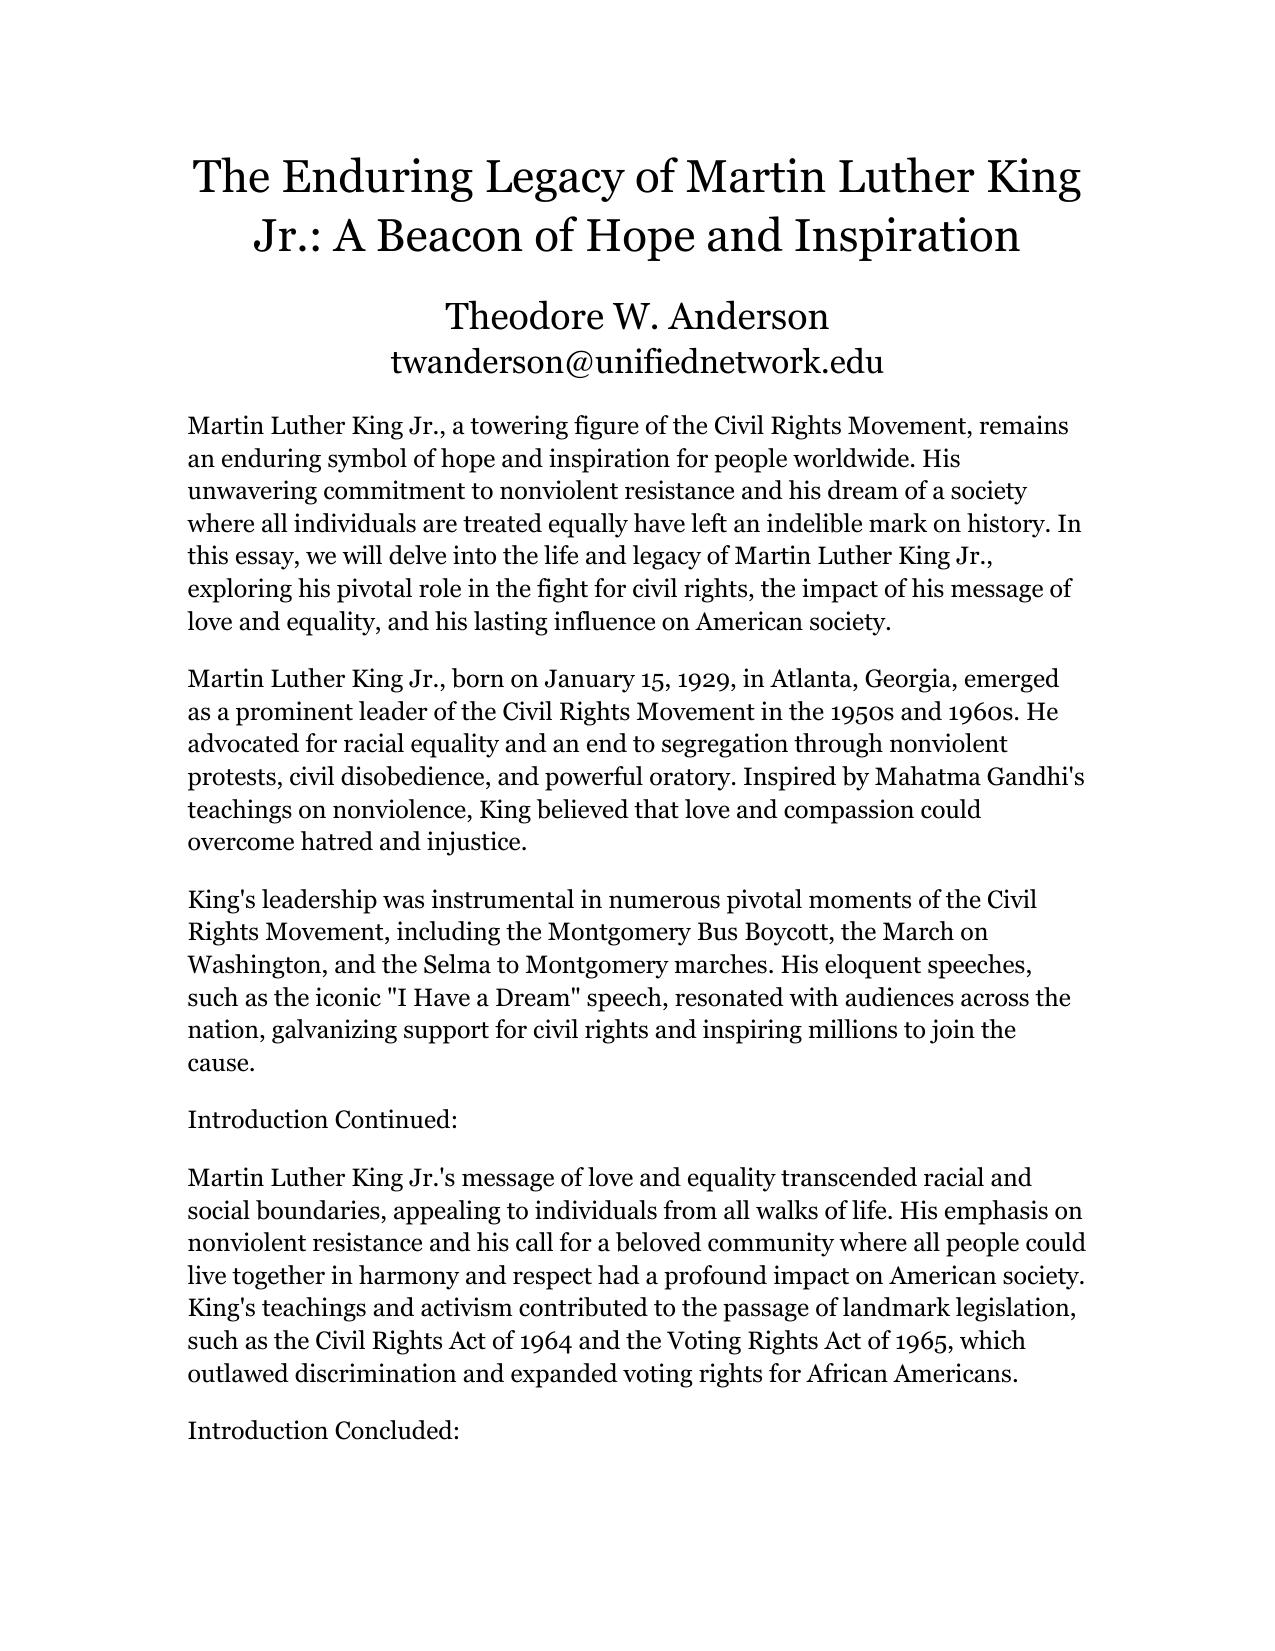 The Enduring Legacy of Martin Luther King
Jr.: A Beacon of Hope and Inspiration
Theodore W. Anderson
twanderson@unifiednetwork.edu
Martin Luther King Jr., a towering figure of the Civil Rights Movement, remains
an enduring symbol of hope and inspiration for people worldwide. His
unwavering commitment to nonviolent resistance and his dream of a society
where all individuals are treated equally have left an indelible mark on history. In
this essay, we will delve into the life and legacy of Martin Luther King Jr.,
exploring his pivotal role in the fight for civil rights, the impact of his message of
love and equality, and his lasting influence on American society.
Martin Luther King Jr., born on January 15, 1929, in Atlanta, Georgia, emerged
as a prominent leader of the Civil Rights Movement in the 1950s and 1960s. He
advocated for racial equality and an end to segregation through nonviolent
protests, civil disobedience, and powerful oratory. Inspired by Mahatma Gandhi's
teachings on nonviolence, King believed that love and compassion could
overcome hatred and injustice.
King's leadership was instrumental in numerous pivotal moments of the Civil
Rights Movement, including the Montgomery Bus Boycott, the March on
Washington, and the Selma to Montgomery marches. His eloquent speeches,
such as the iconic "I Have a Dream" speech, resonated with audiences across the
nation, galvanizing support for civil rights and inspiring millions to join the
cause.
Introduction Continued:
Martin Luther King Jr.'s message of love and equality transcended racial and
social boundaries, appealing to individuals from all walks of life. His emphasis on
nonviolent resistance and his call for a beloved community where all people could
live together in harmony and respect had a profound impact on American society.
King's teachings and activism contributed to the passage of landmark legislation,
such as the Civil Rights Act of 1964 and the Voting Rights Act of 1965, which
outlawed discrimination and expanded voting rights for African Americans.
Introduction Concluded: